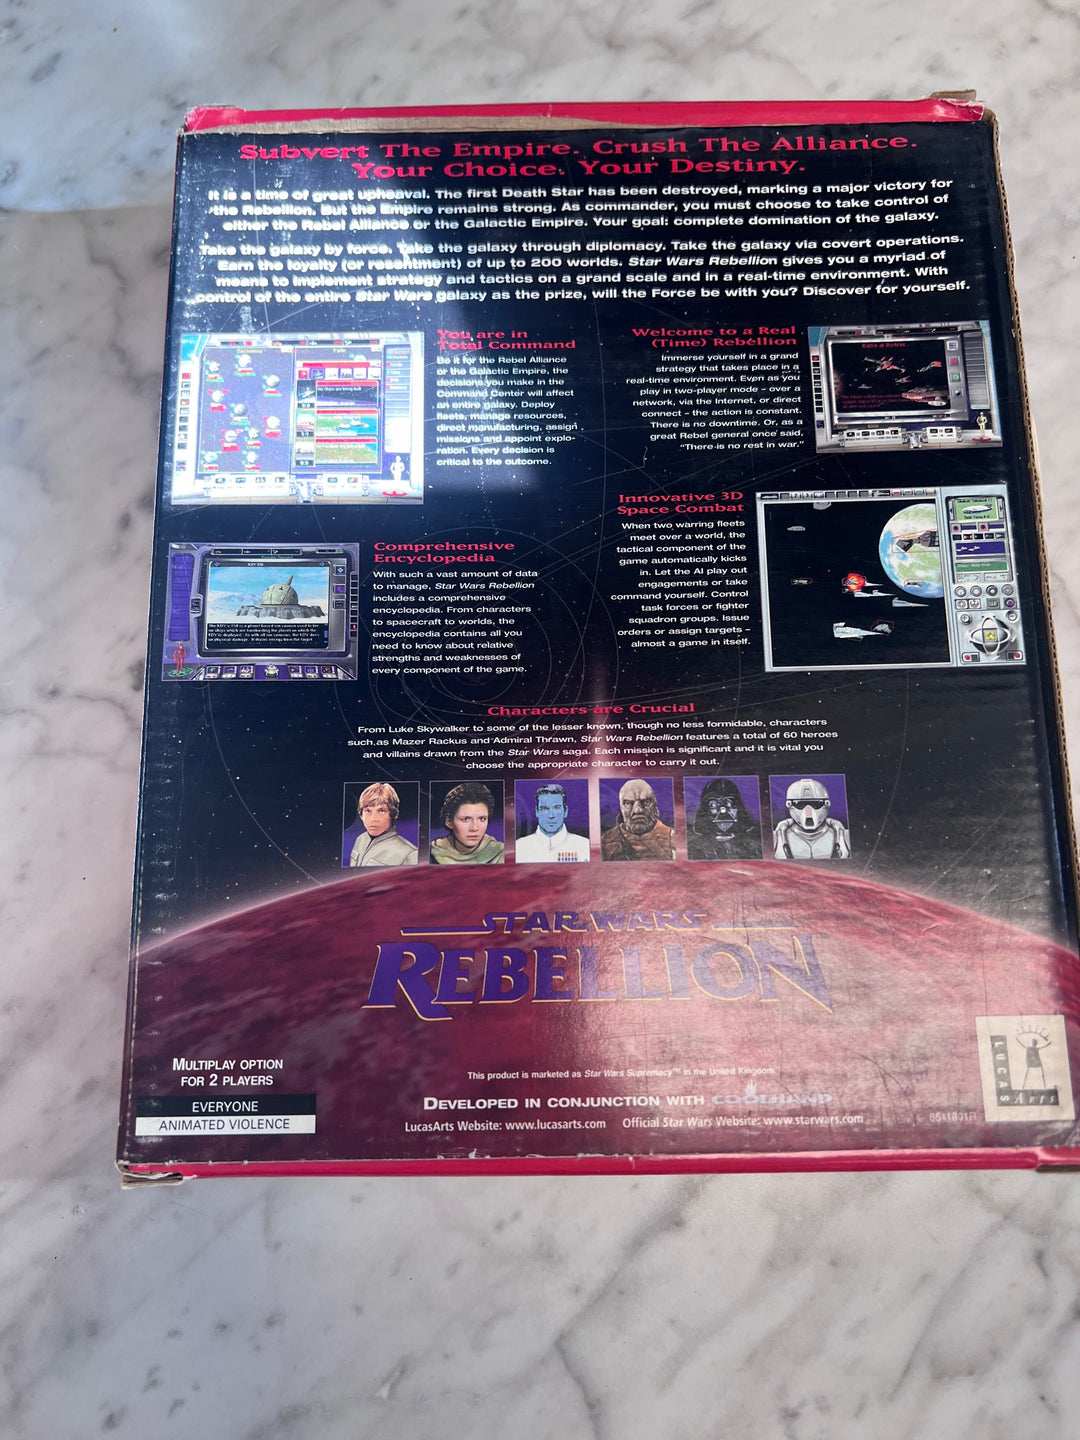 Subvert The Empire. Crush The Alliance.
Your Choice. Your Destiny.
It is a time of great upheaval. The first Death Star has been destroyed, marking a major victory for
the Rebellion. But the Empire remains strong. As commander, you must choose to take control of
either the Rebel Alliance or the Galactic Empire. Your goal: complete domination of the galaxy.
Take the galaxy by force. Take the galaxy through diplomacy. Take the galaxy via covert operations.
Earn the loyalty (or resentment) of up to 200 worlds. Star Wars Rebellion gives you a myriad of
means to implement strategy and tactics on a grand scale and in a real-time environment. With
control of the entire Star Wars galaxy as the prize, will the Force be with you? Discover for yourself.
You are in
Total Command
Be it for the Rebel Alliance
or the Galactic Empire, the
decisions you make in the
Command Center will affect
an entire galaxy. Deploy
fleets, manage resources,
direct manufacturing, assign
missions and appoint explo-
ration. Every decision is
critical to the outcome.
Welcome to a Real
(Time) Rebellion
Immerse yourself in a grand
strategy that takes place in a
real-time environment. Even as you
play in two-player mode – over a
network, via the Internet, or direct
connect – the action is constant.
There is no downtime. Or, as a
great Rebel general once said,
"There is no rest in war."
Innovative 3D
Space Combat
When two warring fleets
meet over a world, the
tactical component of the
game automatically kicks
in. Let the AI play out
engagements or take
command yourself. Control
task forces or fighter
squadron groups. Issue
orders or assign targets –
almost a game in itself.
Comprehensive
Encyclopedia
With such a vast amount of data
to manage, Star Wars Rebellion
includes a comprehensive
encyclopedia. From characters
to spacecraft to worlds, the
encyclopedia contains all you
need to know about relative
strengths and weaknesses of
every component of the game.
Characters are Crucial
From Luke Skywalker to some of the lesser known, though no less formidable, characters
such as Mazer Rackus and Admiral Thrawn, Star Wars Rebellion features a total of 60 heroes
and villains drawn from the Star Wars saga. Each mission is significant and it is vital you
choose the appropriate character to carry it out.
STAR WARS
REBELLION
MULTIPLAY OPTION
FOR 2 PLAYERS
EVERYONE
ANIMATED VIOLENCE
This product is marketed as Star Wars Supremacy™ in the United Kingdom.
DEVELOPED IN CONJUNCTION WITH COOLHAND
LucasArts Website: www.lucasarts.com Official Star Wars Website: www.starwars.com
LUCAS
Arts